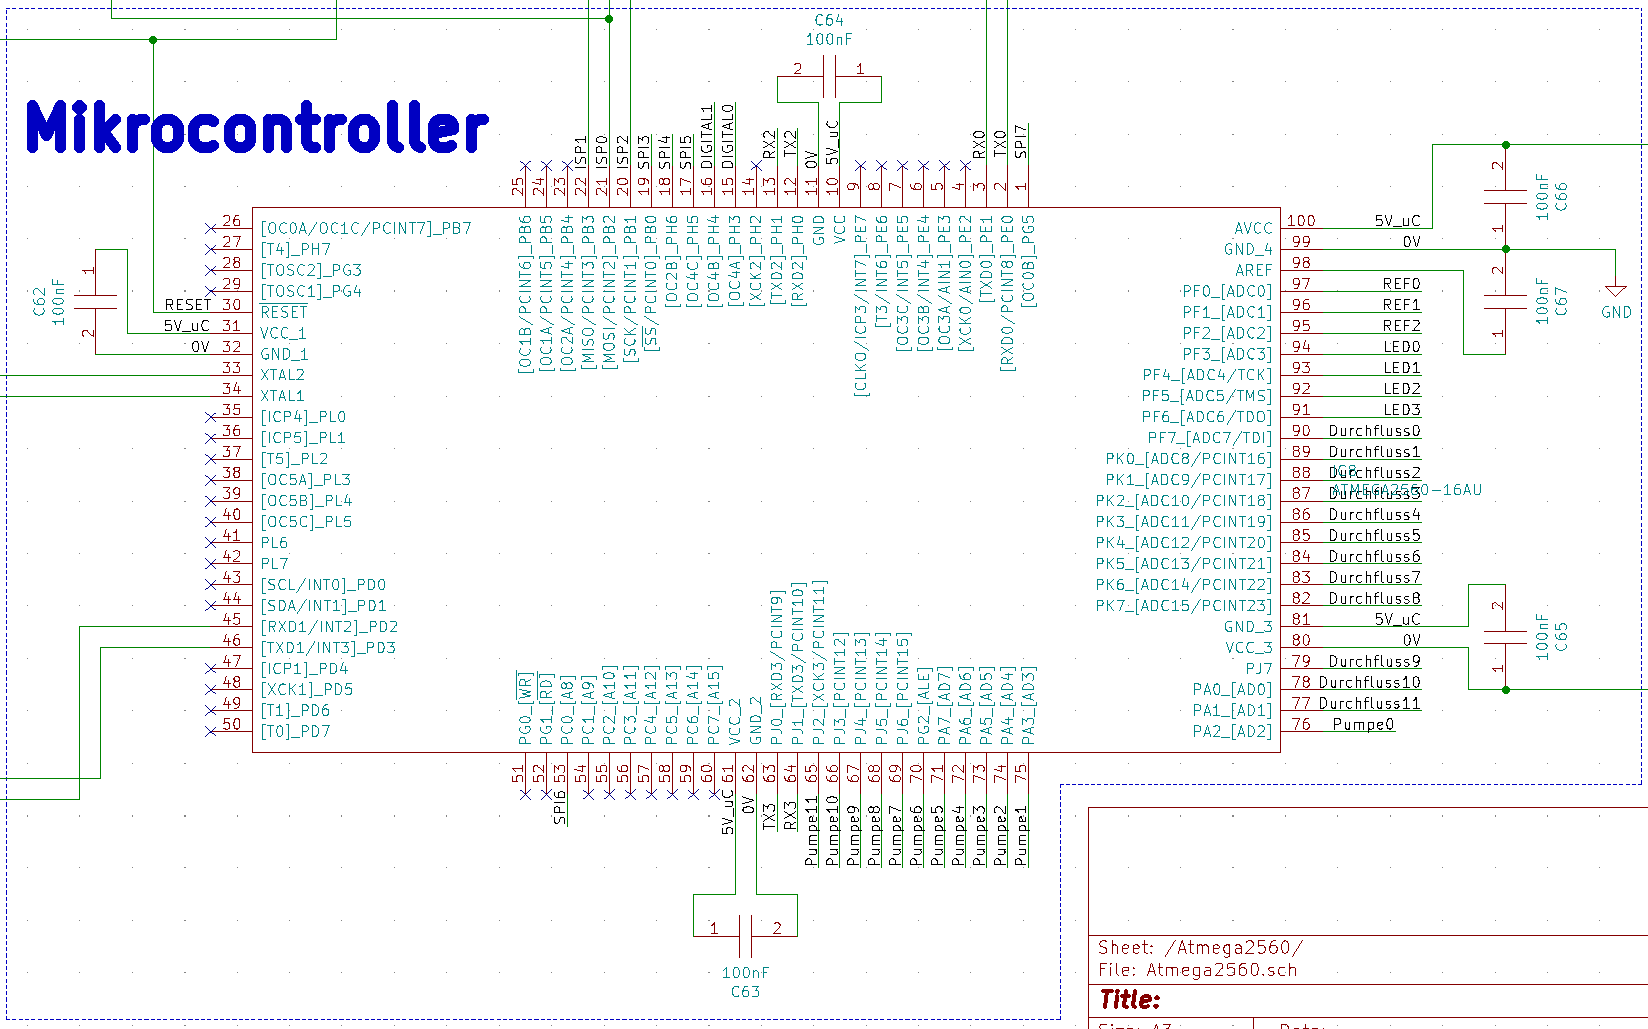 C64
100nF
2
1
Mikrocontroller
ISP1
ISP0
ISP2
SPI3
SPI4
SPI5
DIGITAL1
DIGITAL0
RX2
TX2
0V
5V_uC
RX0
TX0
SPI7
25
24
23
22
21
20
19
18
17
16
15
14
13
12
11
10
9
8
7
6
5
4
3
2
1
[OC1B/PCINT6]_PB6
[OC1A/PCINT5]_PB5
[OC2A/PCINT4]_PB4
[MISO/PCINT3]_PB3
[MOSI/PCINT2]_PB2
[SCK/PCINT1]_PB1
[SS/PCINT0]_PB0
[OC2B]_PH6
[OC4C]_PH5
[OC4B]_PH4
[OC4A]_PH3
[XCK2]_PH2
[TXD2]_PH1
[RXD2]_PH0
GND
VCC
[CLKO/ICP3/INT7]_PE7
[T3/INT6]_PE6
[OC3C/INT5]_PE5
[OC3B/INT4]_PE4
[OC3A/AIN1]_PE3
[XCK0/AIN0]_PE2
[TXD0]_PE1
[RXD0/PCINT8]_PE0
[OC0B]_PG5
C62
100nF
1
2
26 [OC0A/OC1C/PCINT7]_PB7
27 [T4]_PH7
28 [TOSC2]_PG3
29 [TOSC1]_PG4
RESET 30 RESET
5V_uC 31 VCC_1
0V 32 GND_1
33 XTAL2
34 XTAL1
35 [ICP4]_PL0
36 [ICP5]_PL1
37 [T5]_PL2
38 [OC5A]_PL3
39 [OC5B]_PL4
40 [OC5C]_PL5
41 PL6
42 PL7
43 [SCL/INT0]_PD0
44 [SDA/INT1]_PD1
45 [RXD1/INT2]_PD2
46 [TXD1/INT3]_PD3
47 [ICP1]_PD4
48 [XCK1]_PD5
49 [T1]_PD6
50 [T0]_PD7
AVCC 100 5V_uC
GND_4 99 0V
AREF 98
PF0_[ADC0] 97 REF0
PF1_[ADC1] 96 REF1
PF2_[ADC2] 95 REF2
PF3_[ADC3] 94 LED0
PF4_[ADC4/TCK] 93 LED1
PF5_[ADC5/TMS] 92 LED2
PF6_[ADC6/TDO] 91 LED3
PF7_[ADC7/TDI] 90 Durchfluss0
PK0_[ADC8/PCINT16] 89 Durchfluss1
PK1_[ADC9/PCINT17] 88 Durchfluss2
PK2_[ADC10/PCINT18] 87 Durchfluss3
PK3_[ADC11/PCINT19] 86 Durchfluss4
PK4_[ADC12/PCINT20] 85 Durchfluss5
PK5_[ADC13/PCINT21] 84 Durchfluss6
PK6_[ADC14/PCINT22] 83 Durchfluss7
PK7_[ADC15/PCINT23] 82 Durchfluss8
GND_3 81 5V_uC
VCC_3 80 0V
PJ7 79 Durchfluss9
PA0_[AD0] 78 Durchfluss10
PA1_[AD1] 77 Durchfluss11
PA2_[AD2] 76 Pumpe0
ATMEGA2560-16AU
2
1
100nF
C66
2
1
100nF
C67
GND
2
1
100nF
C65
PG0_[WR]
PG1_[RD]
PC0_[A8]
PC1_[A9]
PC2_[A10]
PC3_[A11]
PC4_[A12]
PC5_[A13]
PC6_[A14]
PC7_[A15]
VCC_2
GND_2
PJ0_[RXD3/PCINT9]
PJ1_[TXD3/PCINT10]
PJ2_[XCK3/PCINT11]
PJ3_[PCINT12]
PJ4_[PCINT13]
PJ5_[PCINT14]
PJ6_[PCINT15]
PG2_[ALE]
PA7_[AD7]
PA6_[AD6]
PA5_[AD5]
PA4_[AD4]
PA3_[AD3]
51
52
53
54
55
56
57
58
59
60
61
62
63
64
65
66
67
68
69
70
71
72
73
74
75
SPI6
5V_uC
0V
TX3
RX3
Pumpe11
Pumpe10
Pumpe9
Pumpe8
Pumpe7
Pumpe6
Pumpe5
Pumpe4
Pumpe3
Pumpe2
Pumpe1
1
2
100nF
C63
Sheet: /Atmega2560/
File: Atmega2560.sch
Title:
Size: A3
Date: